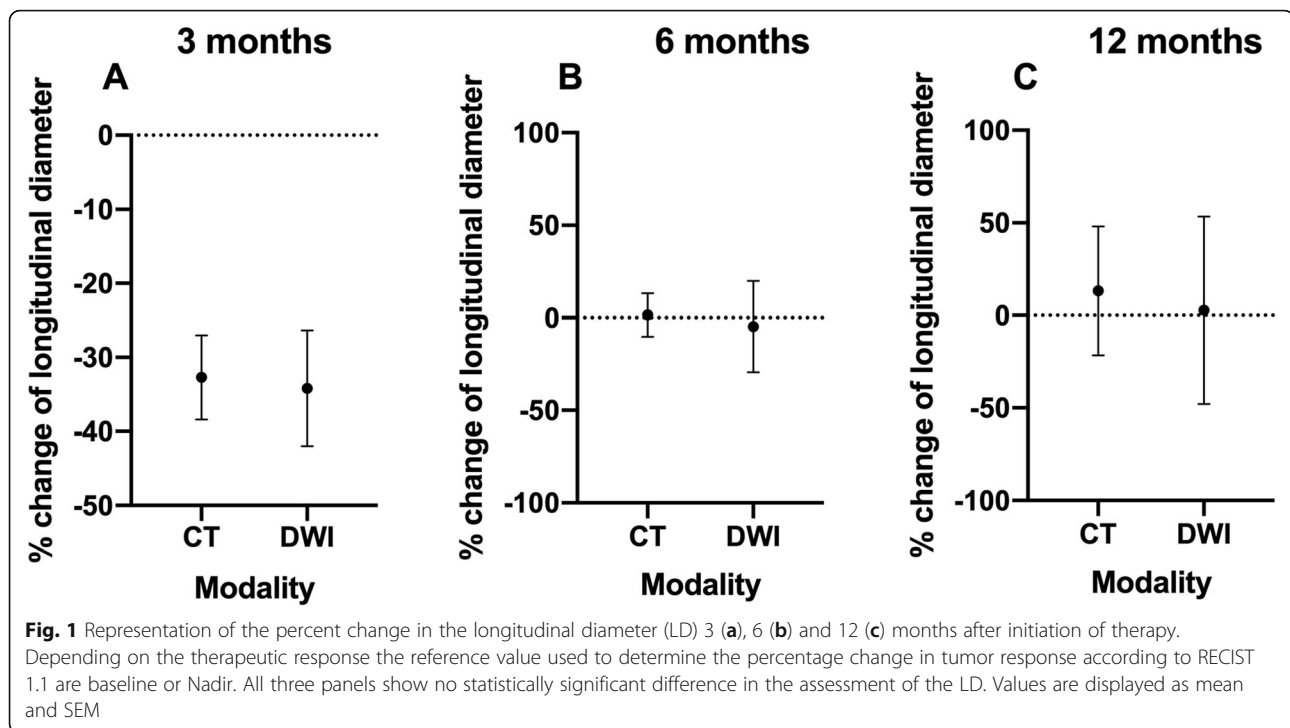 3 months
6 months
12 months
A
B
C
% change of longitudinal diameter
0
-10
-20
-30
-40
-50
CT
DWI
Modality
% change of longitudinal diameter
100
50
0
-50
-100
CT
DWI
Modality
% change of longitudinal diameter
100
50
0
-50
-100
CT
DWI
Modality
Fig. 1 Representation of the percent change in the longitudinal diameter (LD) 3 (a), 6 (b) and 12 (c) months after initiation of therapy.
Depending on the therapeutic response the reference value used to determine the percentage change in tumor response according to RECIST
1.1 are baseline or Nadir. All three panels show no statistically significant difference in the assessment of the LD. Values are displayed as mean
and SEM